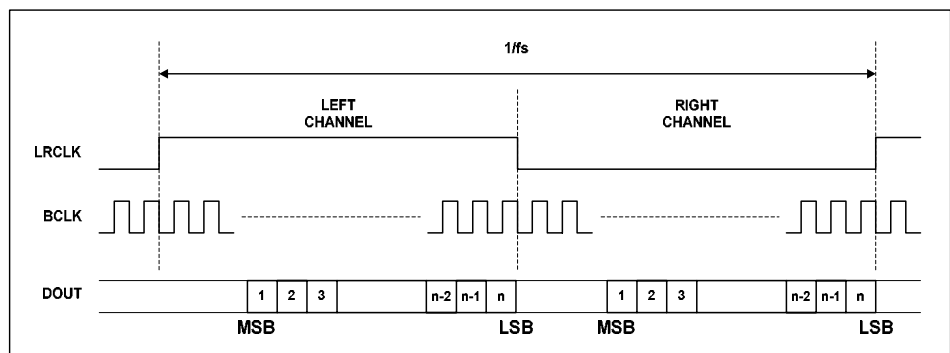 1/fs
LEFT
CHANNEL
RIGHT
CHANNEL
LRCLK
BCLK
DOUT
1 2 3 n-2 n-1 n 1 2 3 n-2 n-1 n
MSB LSB MSB LSB